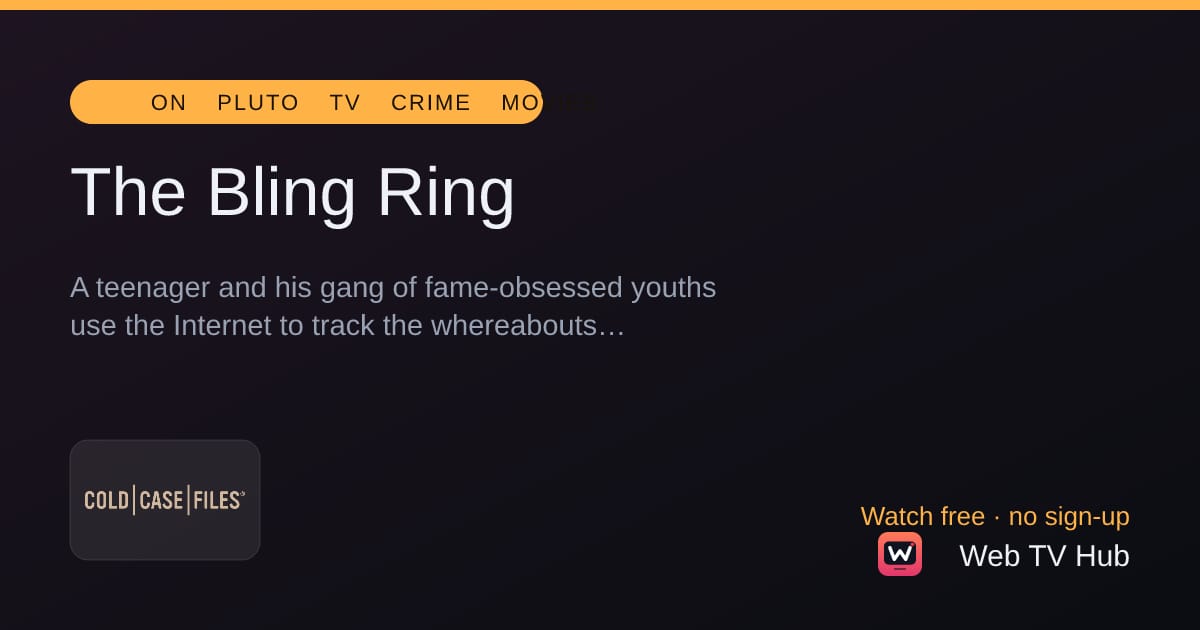 ON PLUTO TV CRIME MOVIES
The Bling Ring
A teenager and his gang of fame-obsessed youths
use the Internet to track the whereabouts…
COLD|CASE|FILES
Watch free · no sign-up
W
Web TV Hub